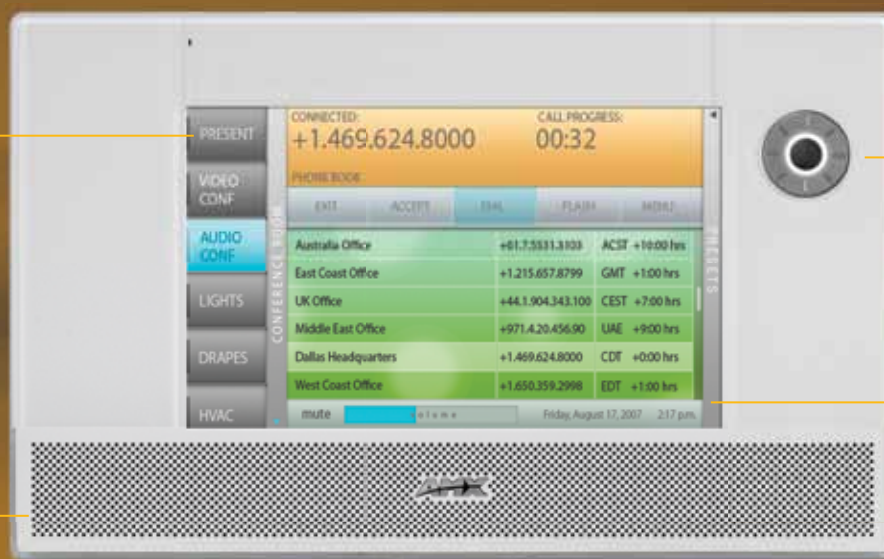 PRESENT
VIDEO
CONF
AUDIO
CONF
LIGHTS
DRAPES
HVAC
CONFERENCE ROOM
CONNECTED:
+1.469.624.8000
CALL PROGRESS:
00:32
PHONE BOOK
EXIT ACCEPT DIAL FLASH MENU
Australia Office +61.7.5531.3103 ACST +10:00 hrs
East Coast Office +1.215.657.8799 GMT +1:00 hrs
UK Office +44.1.904.343.100 CEST +7:00 hrs
Middle East Office +971.4.20.456.90 UAE +9:00 hrs
Dallas Headquarters +1.469.624.8000 CDT +0:00 hrs
West Coast Office +1.650.359.2998 EDT +1:00 hrs
mute volume Friday, August 17, 2007 2:17 p.m.
PRESETS
AMX